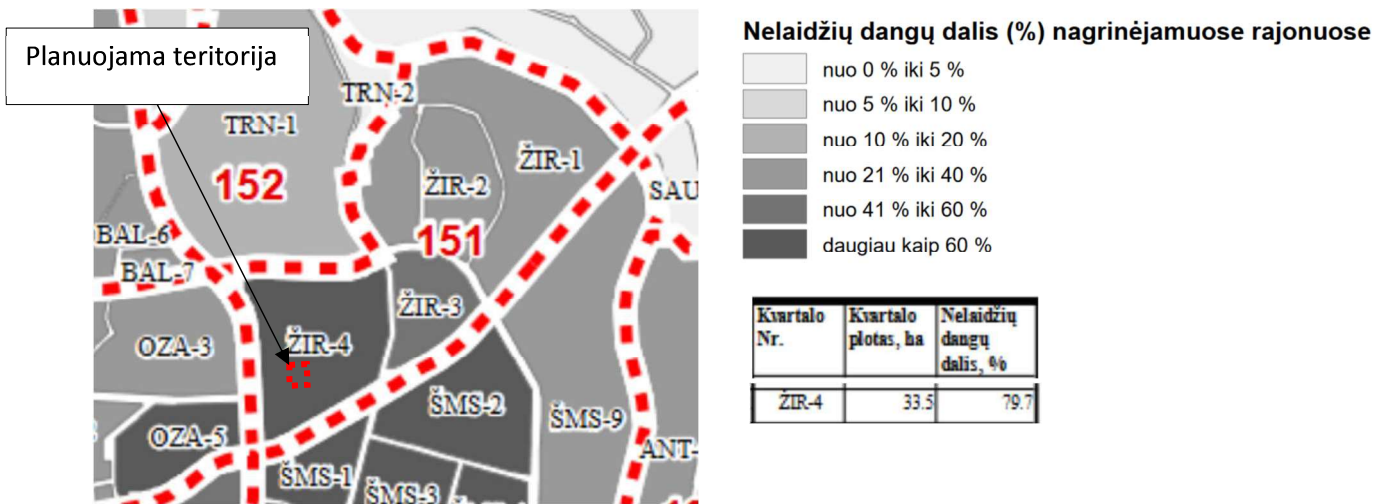 Planuojama teritorija
TRN-2
TRN-1
ŽIR-1
152
ŽIR-2
SAU
BAL-6
151
BAL-7
ŽIR-3
OZA-3
ŽIR-4
ŠMS-2
ŠMS-9
OZA-5
ANT-
ŠMS-1
ŠMS-3
Nelaidžių dangų dalis (%) nagrinėjamuose rajonuose
nuo 0 % iki 5 %
nuo 5 % iki 10 %
nuo 10 % iki 20 %
nuo 21 % iki 40 %
nuo 41 % iki 60 %
daugiau kaip 60 %
Kvartalo Kvartalo Nelaidžių
Nr. plotas, ha dangų
dalis, %
ŽIR-4 33.5 79.7